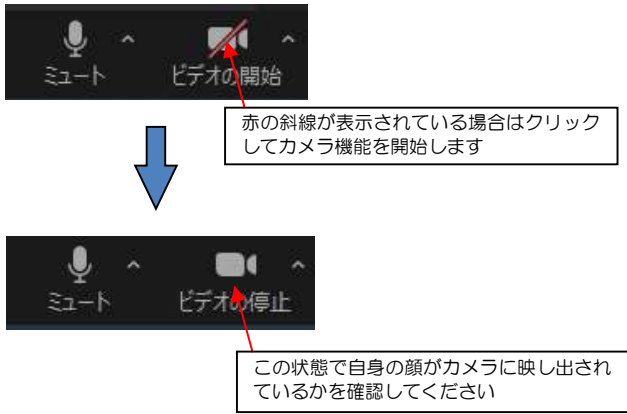 ミュート ビデオの開始
赤の斜線が表示されている場合はクリック
してカメラ機能を開始します
ミュート ビデオの停止
この状態で自身の顔がカメラに映し出され
ているかを確認してください